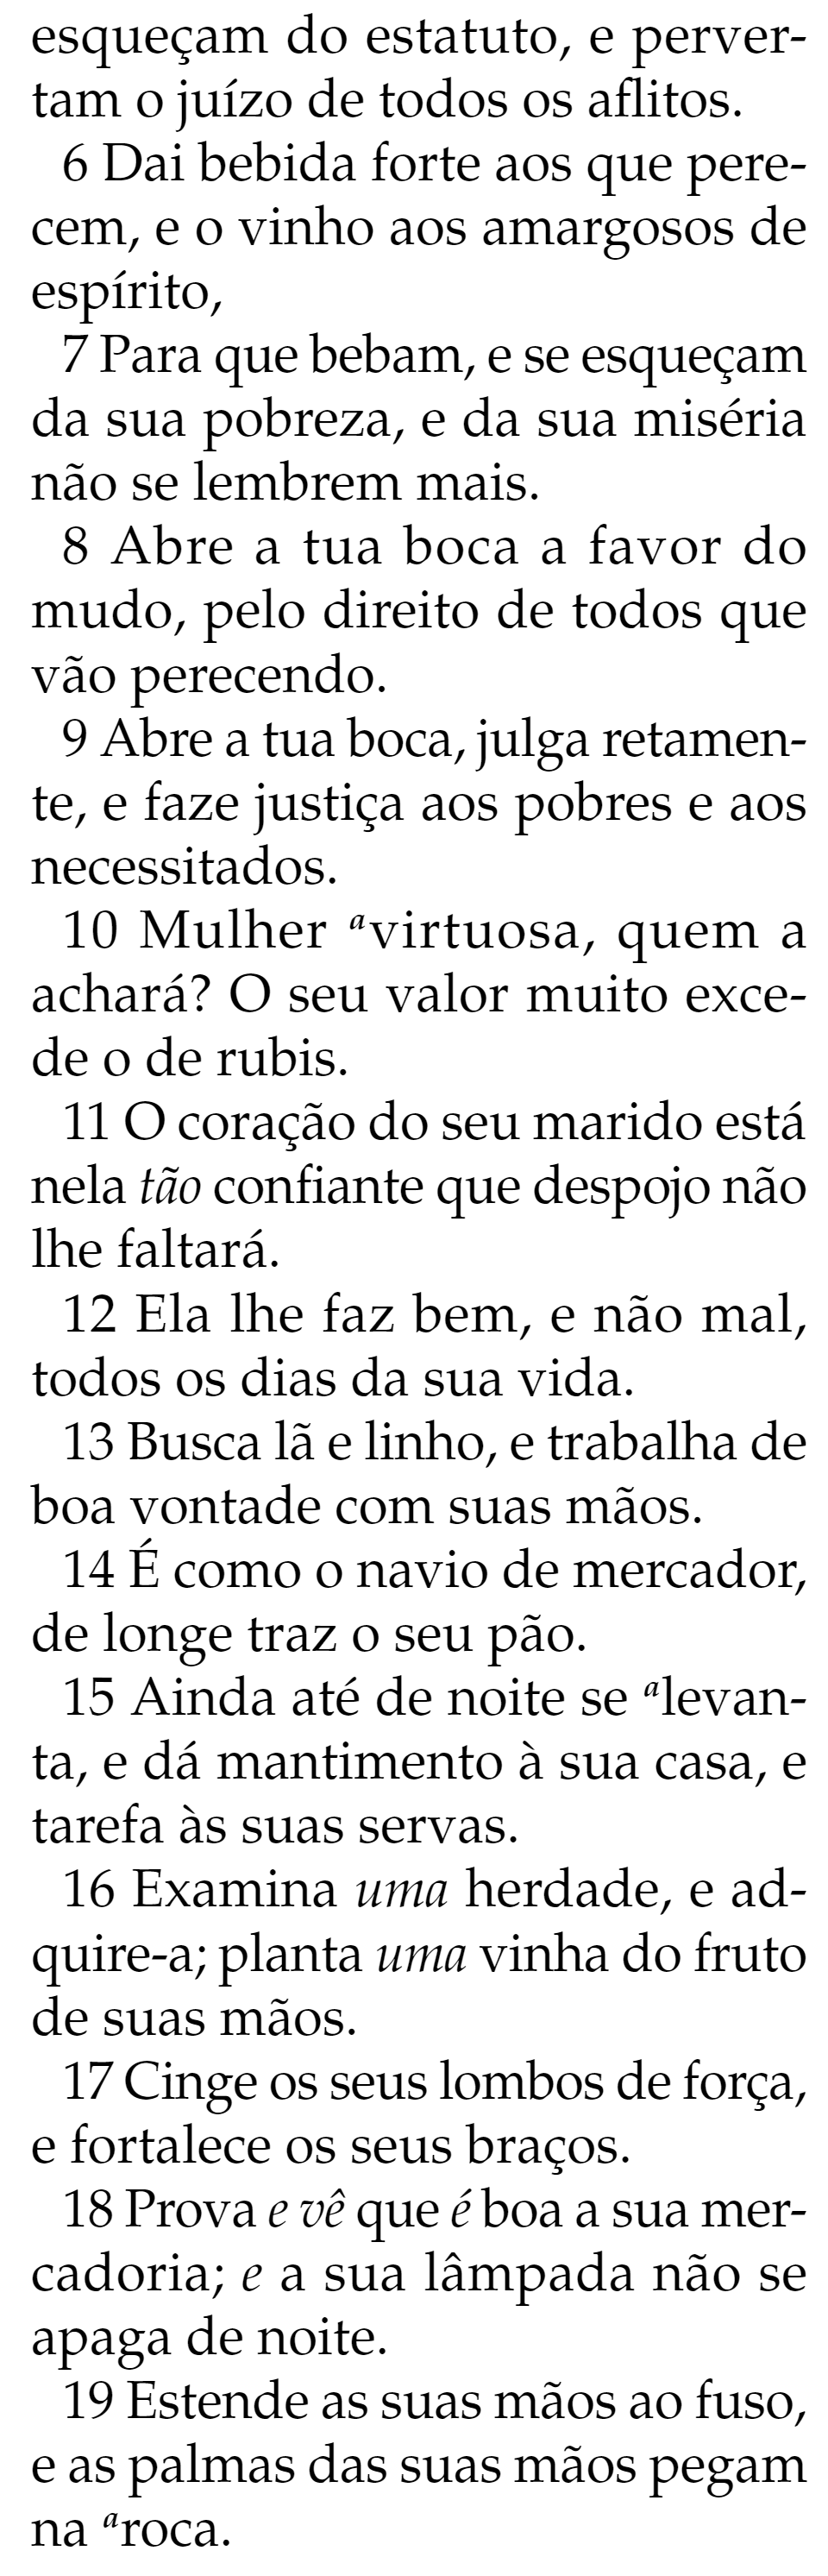 esqueçam do estatuto, e perver-
tam o juízo de todos os aflitos.
6 Dai bebida forte aos que pere-
cem, e o vinho aos amargosos de
espírito,
7 Para que bebam, e se esqueçam
da sua pobreza, e da sua miséria
não se lembrem mais.
8 Abre a tua boca a favor do
mudo, pelo direito de todos que
vão perecendo.
9 Abre a tua boca, julga retamen-
te, e faze justiça aos pobres e aos
necessitados.
10 Mulher ᵃvirtuosa, quem a
achará? O seu valor muito exce-
de o de rubis.
11 O coração do seu marido está
nela tão confiante que despojo não
lhe faltará.
12 Ela lhe faz bem, e não mal,
todos os dias da sua vida.
13 Busca lã e linho, e trabalha de
boa vontade com suas mãos.
14 É como o navio de mercador,
de longe traz o seu pão.
15 Ainda até de noite se ᵃlevan-
ta, e dá mantimento à sua casa, e
tarefa às suas servas.
16 Examina uma herdade, e ad-
quire-a; planta uma vinha do fruto
de suas mãos.
17 Cinge os seus lombos de força,
e fortalece os seus braços.
18 Prova e vê que é boa a sua mer-
cadoria; e a sua lâmpada não se
apaga de noite.
19 Estende as suas mãos ao fuso,
e as palmas das suas mãos pegam
na ᵃroca.